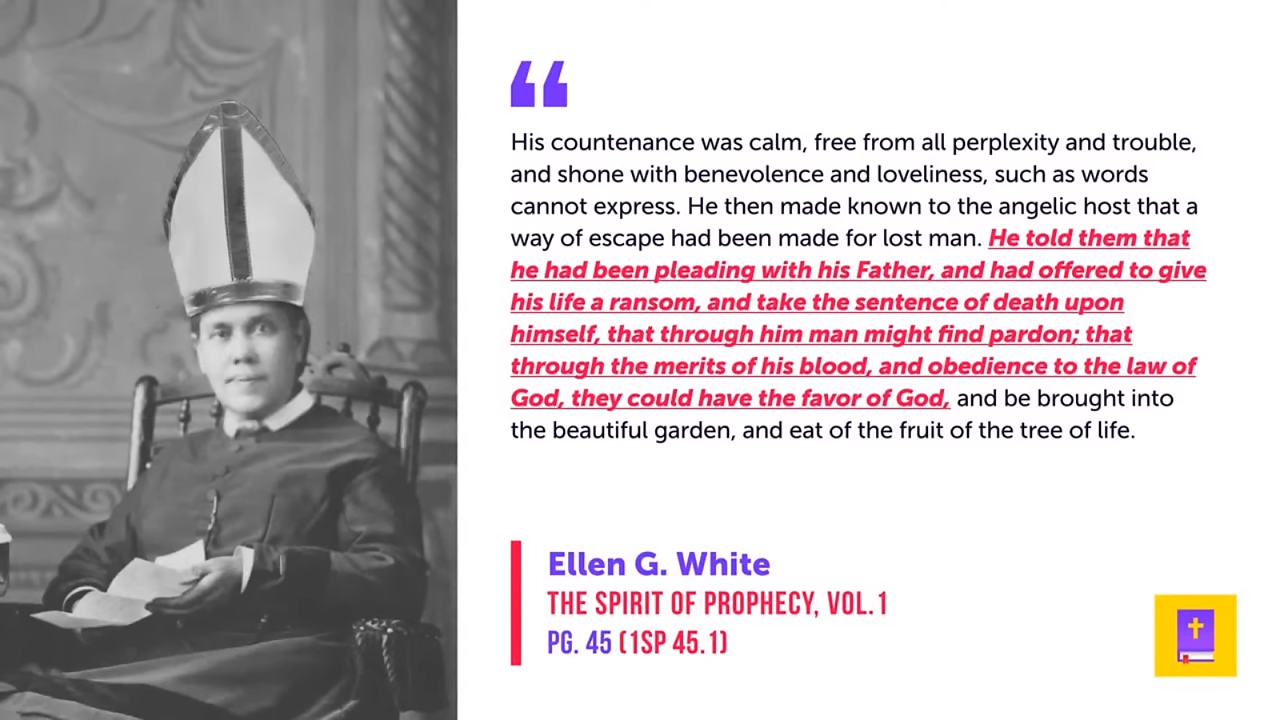 His countenance was calm, free from all perplexity and trouble,
and shone with benevolence and loveliness, such as words
cannot express. He then made known to the angelic host that a
way of escape had been made for lost man. He told them that
he had been pleading with his Father, and had offered to give
his life a ransom, and take the sentence of death upon
himself, that through him man might find pardon; that
through the merits of his blood, and obedience to the law of
God, they could have the favor of God, and be brought into
the beautiful garden, and eat of the fruit of the tree of life.
Ellen G. White
THE SPIRIT OF PROPHECY, VOL.1
PG. 45 (1SP 45.1)